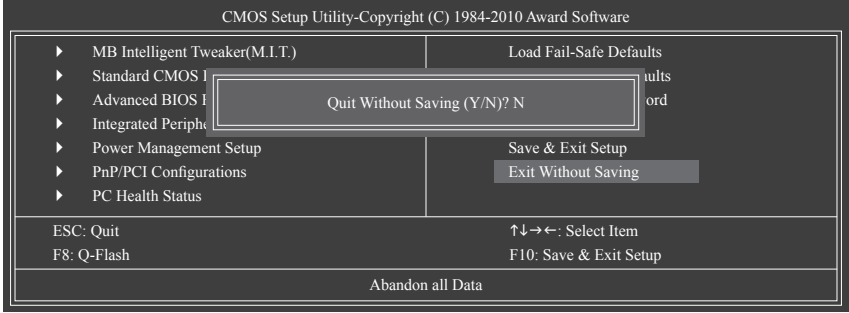 CMOS Setup Utility-Copyright (C) 1984-2010 Award Software
MB Intelligent Tweaker(M.I.T.)
Standard CMOS
Advanced BIOS
Integrated
Power Management Setup
PnP/PCI Configurations
PC Health Status
Load Fail-Safe Defaults
Quit Without Saving (Y/N)? N
Save & Exit Setup
Exit Without Saving
ESC: Quit
↑↓→←: Select Item
F8: Q-Flash
F10: Save & Exit Setup
Abandon all Data